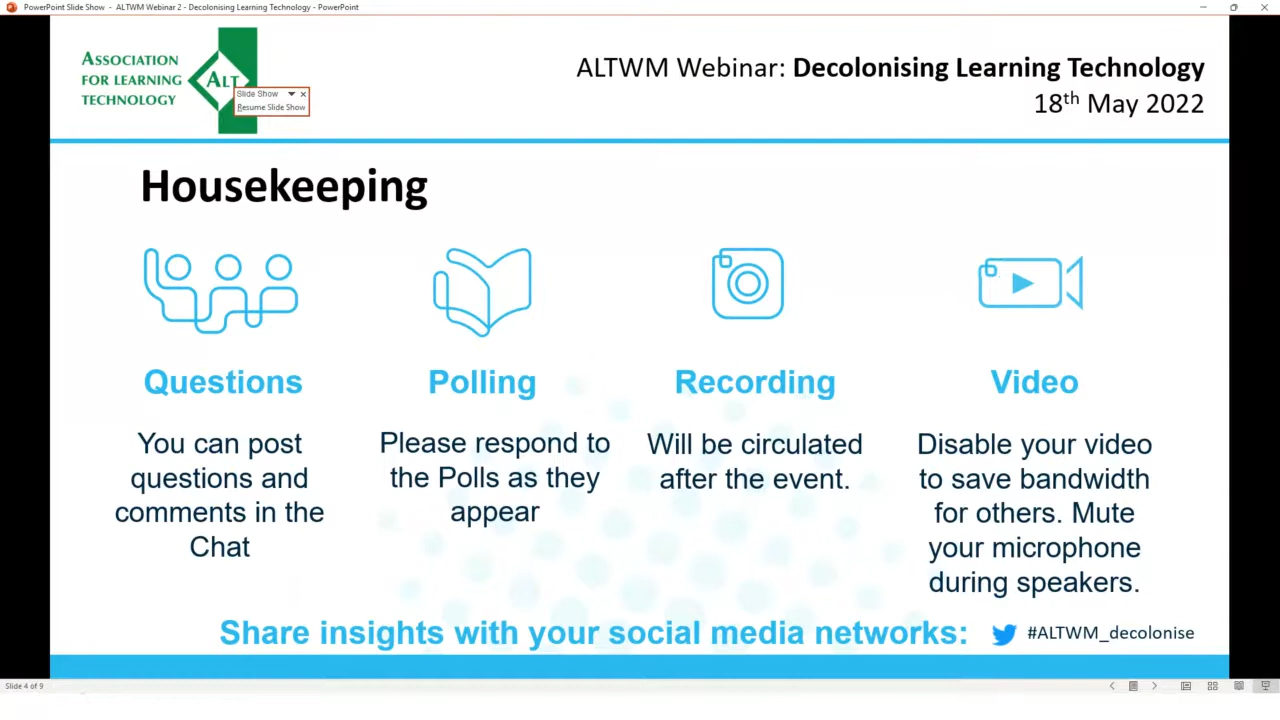 PowerPoint Slide Show - ALTWM Webinar 2 - Decolonising Learning Technology - PowerPoint
ASSOCIATION
FOR LEARNING
TECHNOLOGY
ALT
Slide Show
Resume Slide Show
ALTWM Webinar: Decolonising Learning Technology
18th May 2022
Housekeeping
Questions
You can post
questions and
comments in the
Chat
Polling
Please respond to
the Polls as they
appear
Recording
Will be circulated
after the event.
Video
Disable your video
to save bandwidth
for others. Mute
your microphone
during speakers.
Share insights with your social media networks: #ALTWM_decolonise
Slide 4 of 9